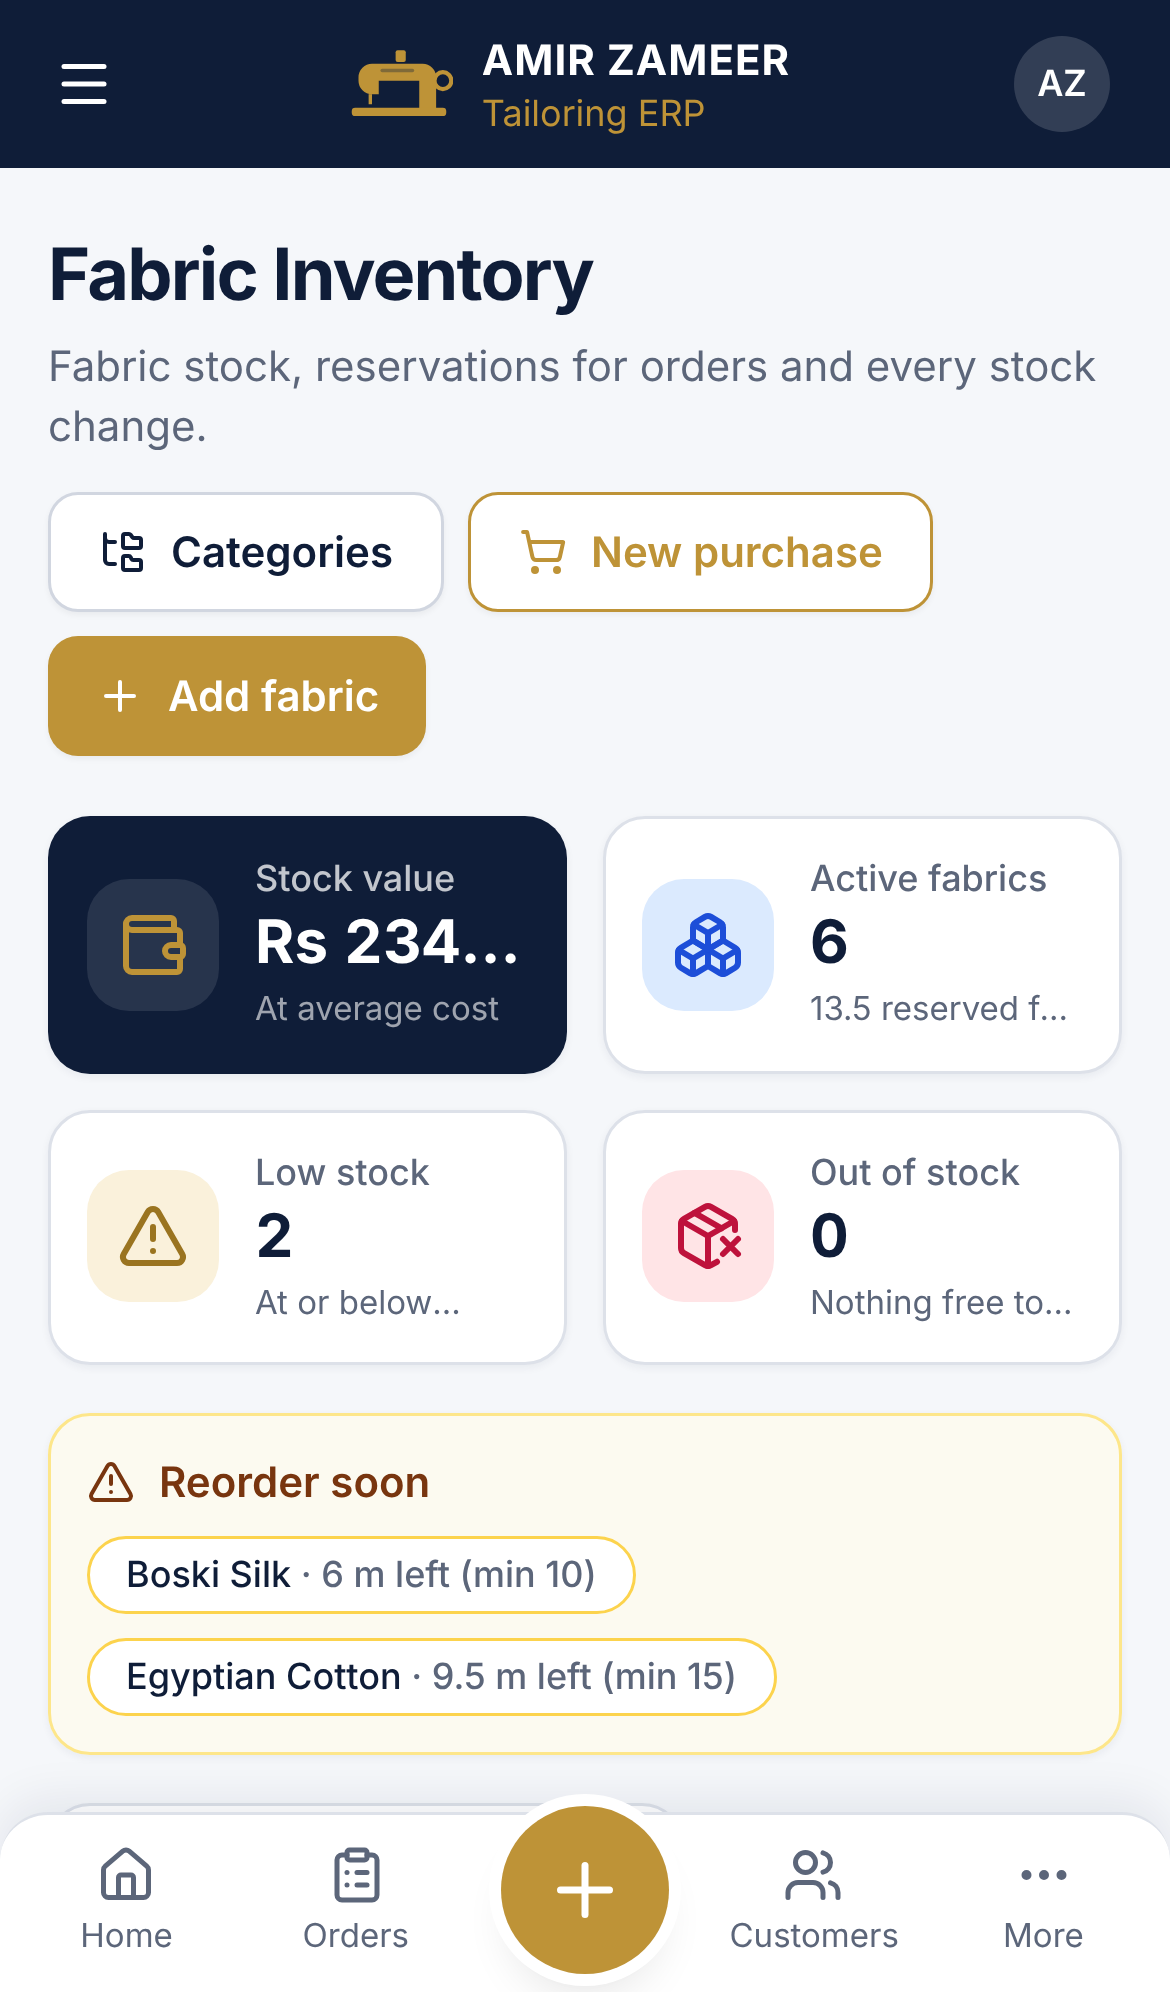 AMIR ZAMEER
Tailoring ERP
AZ
Fabric Inventory
Fabric stock, reservations for orders and every stock
change.
Categories
New purchase
Add fabric
Stock value
Rs 234...
At average cost
Active fabrics
6
13.5 reserved f...
Low stock
2
At or below...
Out of stock
0
Nothing free to...
Reorder soon
Boski Silk · 6 m left (min 10)
Egyptian Cotton · 9.5 m left (min 15)
Home
Orders
Customers
More